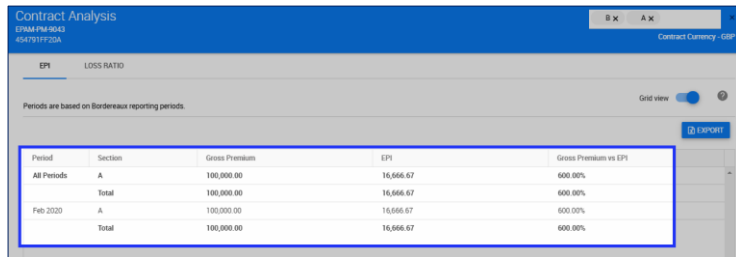 Contract Analysis
EPAM-PM-9043
454791FF20A
B × A ×
Contract Currency - GBP
EPI LOSS RATIO
Periods are based on Bordereaux reporting periods.
Grid view
EXPORT
Period Section Gross Premium EPI Gross Premium vs EPI
All Periods A 100,000.00 16,666.67 600.00%
Total 100,000.00 16,666.67 600.00%
Feb 2020 A 100,000.00 16,666.67 600.00%
Total 100,000.00 16,666.67 600.00%